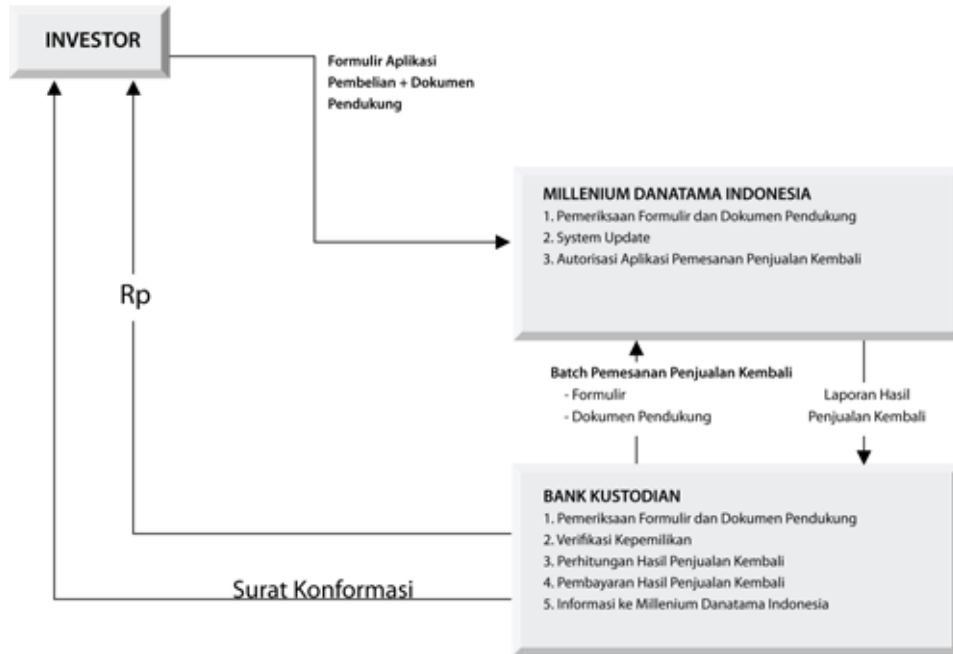 INVESTOR
Formulir Aplikasi
Pembelian + Dokumen
Pendukung
MILLENIUM DANATAMA INDONESIA
1. Pemeriksaan Formulir dan Dokumen Pendukung
2. System Update
3. Autorisasi Aplikasi Pemesanan Penjualan Kembali
Rp
Batch Pemesanan Penjualan Kembali
- Formulir
- Dokumen Pendukung
Laporan Hasil
Penjualan Kembali
BANK KUSTODIAN
1. Pemeriksaan Formulir dan Dokumen Pendukung
2. Verifikasi Kepemilikan
3. Perhitungan Hasil Penjualan Kembali
4. Pembayaran Hasil Penjualan Kembali
5. Informasi ke Millenium Danatama Indonesia
Surat Konformasi